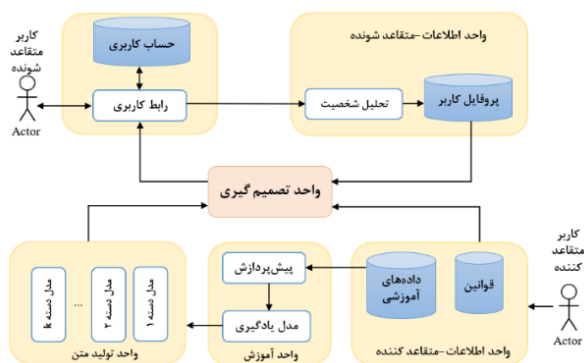 کاربر
متقاعد
شونده
Actor
حساب کاربری
رابط کاربری
واحد اطلاعات-متقاعد شونده
تحلیل شخصیت
پروفایل کاربر
واحد تصمیم گیری
کاربر
متقاعد
کننده
Actor
قوانین
داده‌های
آموزشی
واحد اطلاعات-متقاعد کننده
پیش‌پردازش
مدل یادگیری
واحد آموزش
مدل دسته ۱
مدل دسته ۲
...
مدل دسته k
واحد تولید متن